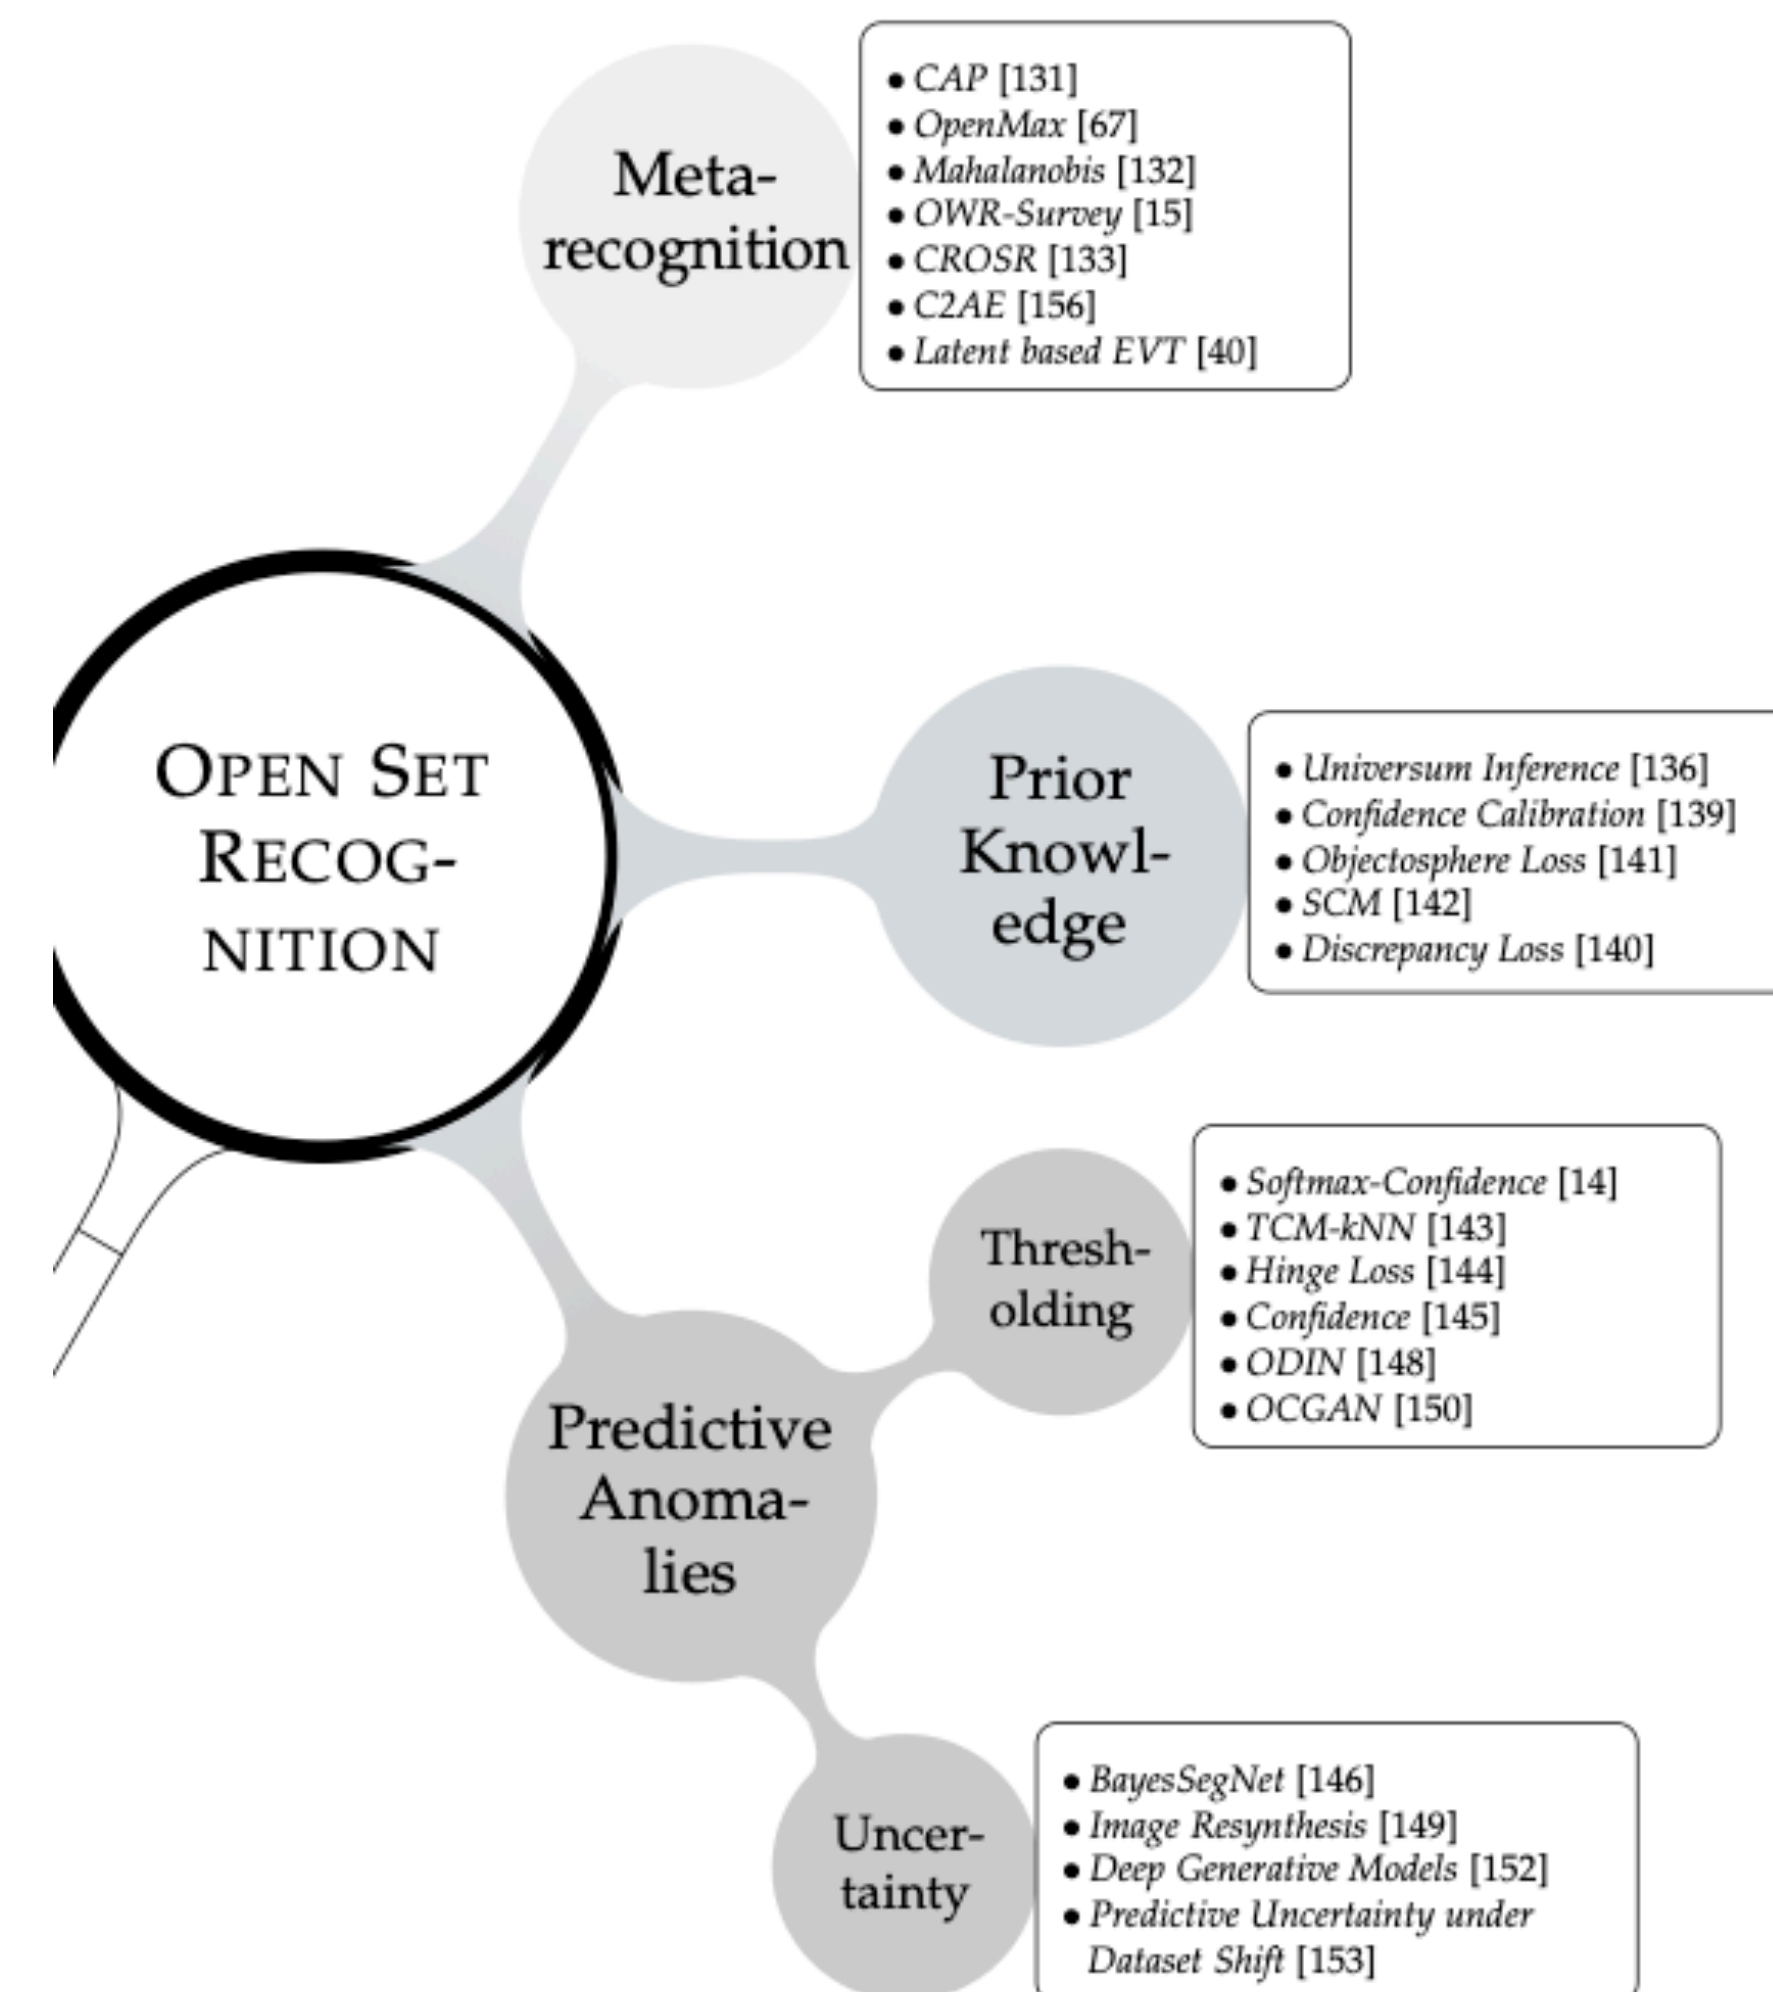 Meta-
recognition
• CAP [131]
• OpenMax [67]
• Mahalanobis [132]
• OWR-Survey [15]
• CROSR [133]
• C2AE [156]
• Latent based EVT [40]
OPEN SET
RECOG-
NITION
Prior
Knowl-
edge
• Universum Inference [136]
• Confidence Calibration [139]
• Objectosphere Loss [141]
• SCM [142]
• Discrepancy Loss [140]
Predictive
Anoma-
lies
Thresh-
olding
• Softmax-Confidence [14]
• TCM-kNN [143]
• Hinge Loss [144]
• Confidence [145]
• ODIN [148]
• OCGAN [150]
Uncer-
tainty
• BayesSegNet [146]
• Image Resynthesis [149]
• Deep Generative Models [152]
• Predictive Uncertainty under
Dataset Shift [153]